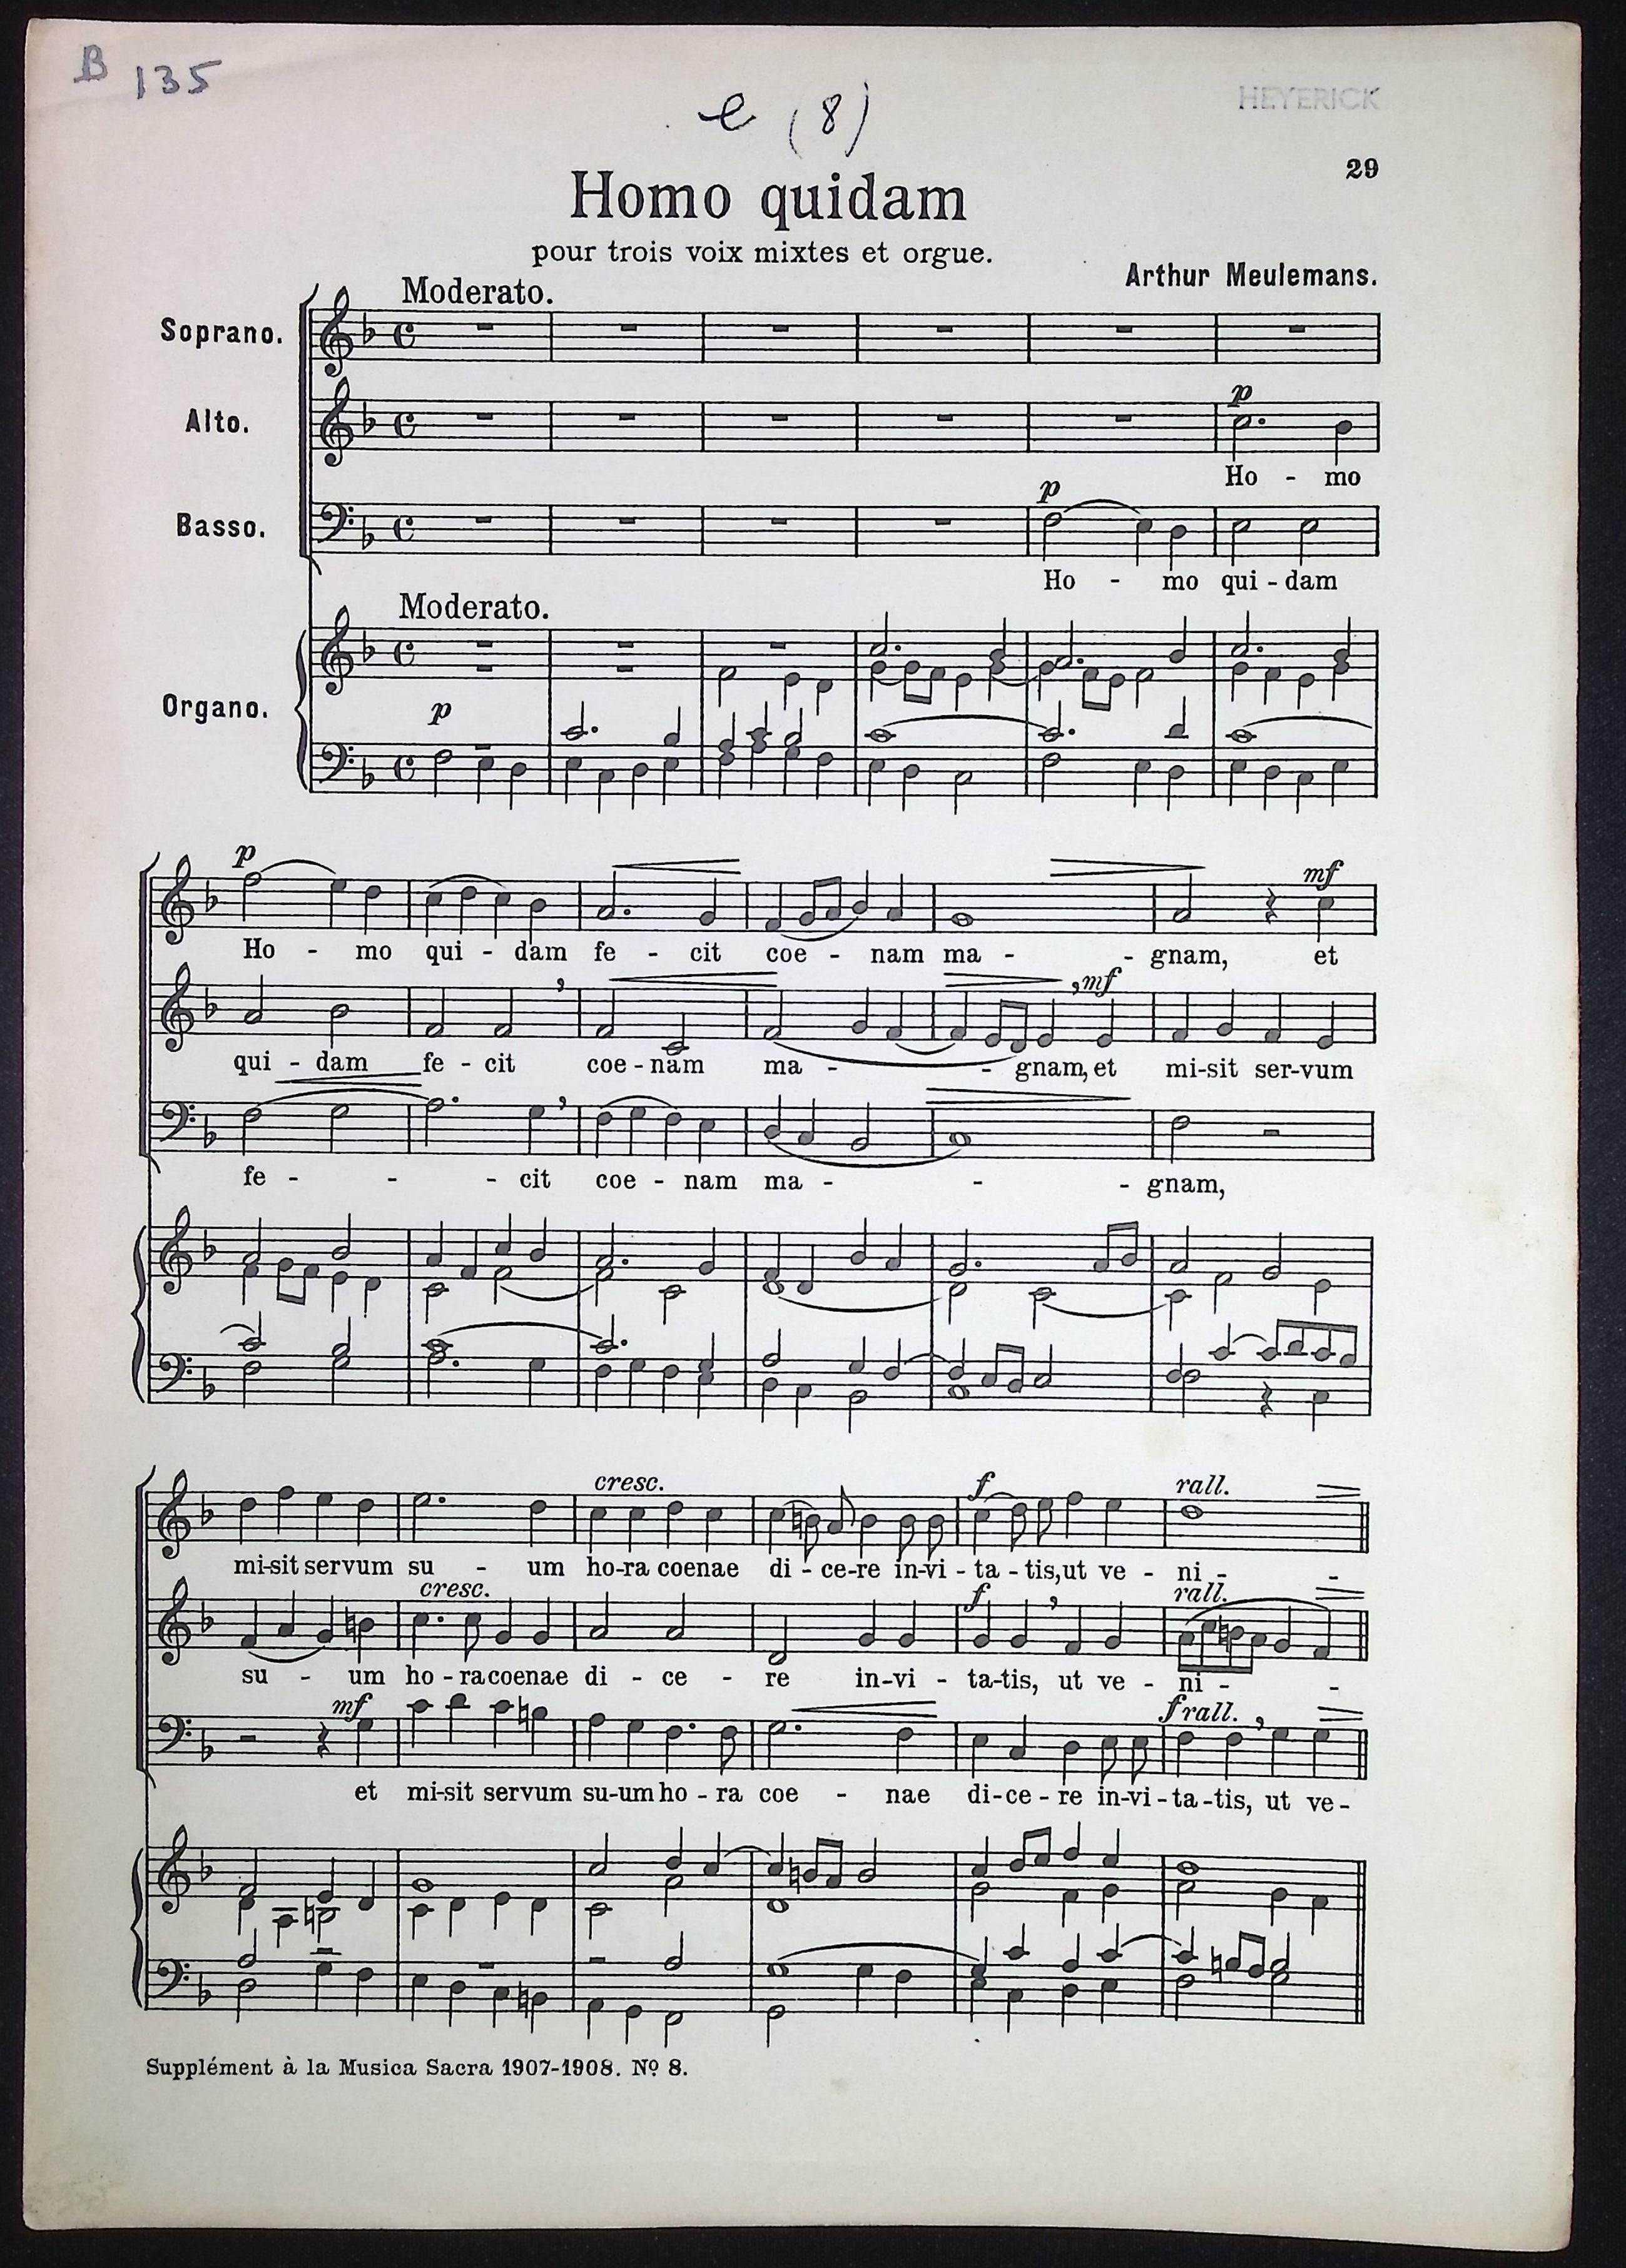 B 135
e (8)
HEYERICK
29
Homo quidam
pour trois voix mixtes et orgue.
Arthur Meulemans.
Moderato.
Soprano.
p
Alto.
Ho - mo
p
Basso.
Ho - mo qui - dam
Moderato.
Organo.
p
p
Ho - mo qui - dam fe - cit coe - nam ma - - gnam, et
mf
mf
qui - dam fe - cit coe - nam ma - - gnam, et mi-sit ser-vum
fe - - - cit coe - nam ma - - - gnam,
cresc. f rall.
mi-sit servum su - um ho-ra coenae di - ce-re in-vi - ta - tis, ut ve - ni - -
cresc. f rall.
su - um ho - ra coenae di - ce - re in-vi - ta-tis, ut ve - ni - -
mf f rall.
et mi-sit servum su-um ho - ra coe - nae di-ce - re in-vi - ta -tis, ut ve-
Supplément à la Musica Sacra 1907-1908. No 8.